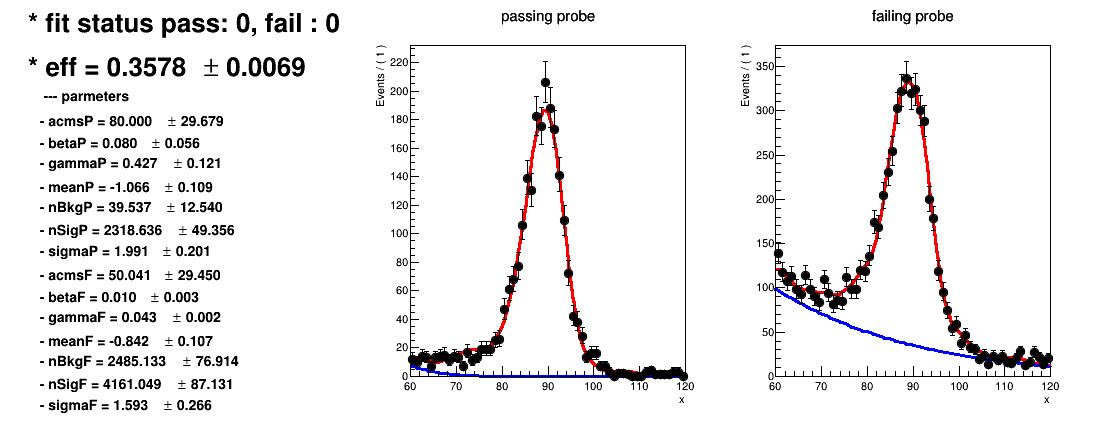 * fit status pass: 0, fail : 0
* eff = 0.3578 ± 0.0069
--- parmeters
- acmsP = 80.000 ± 29.679
- betaP = 0.080 ± 0.056
- gammaP = 0.427 ± 0.121
- meanP = -1.066 ± 0.109
- nBkgP = 39.537 ± 12.540
- nSigP = 2318.636 ± 49.356
- sigmaP = 1.991 ± 0.201
- acmsF = 50.041 ± 29.450
- betaF = 0.010 ± 0.003
- gammaF = 0.043 ± 0.002
- meanF = -0.842 ± 0.107
- nBkgF = 2485.133 ± 76.914
- nSigF = 4161.049 ± 87.131
- sigmaF = 1.593 ± 0.266
passing probe
Events / ( 1 )
220
200
180
160
140
120
100
80
60
40
20
0
60 70 80 90 100 110 120
x
failing probe
Events / ( 1 )
350
300
250
200
150
100
50
0
60 70 80 90 100 110 120
x